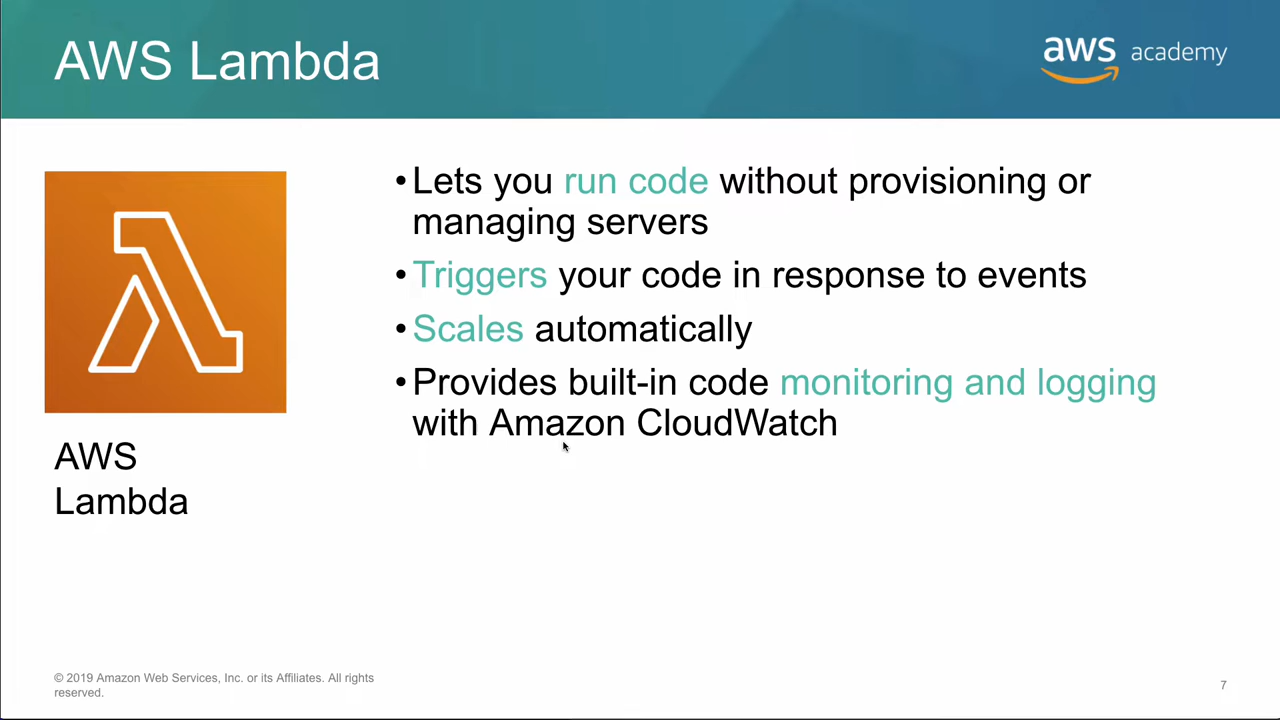 AWS Lambda
aws academy
•Lets you run code without provisioning or
managing servers
•Triggers your code in response to events
•Scales automatically
•Provides built-in code monitoring and logging
with Amazon CloudWatch
AWS
Lambda
© 2019 Amazon Web Services, Inc. or its Affiliates. All rights
reserved.
7